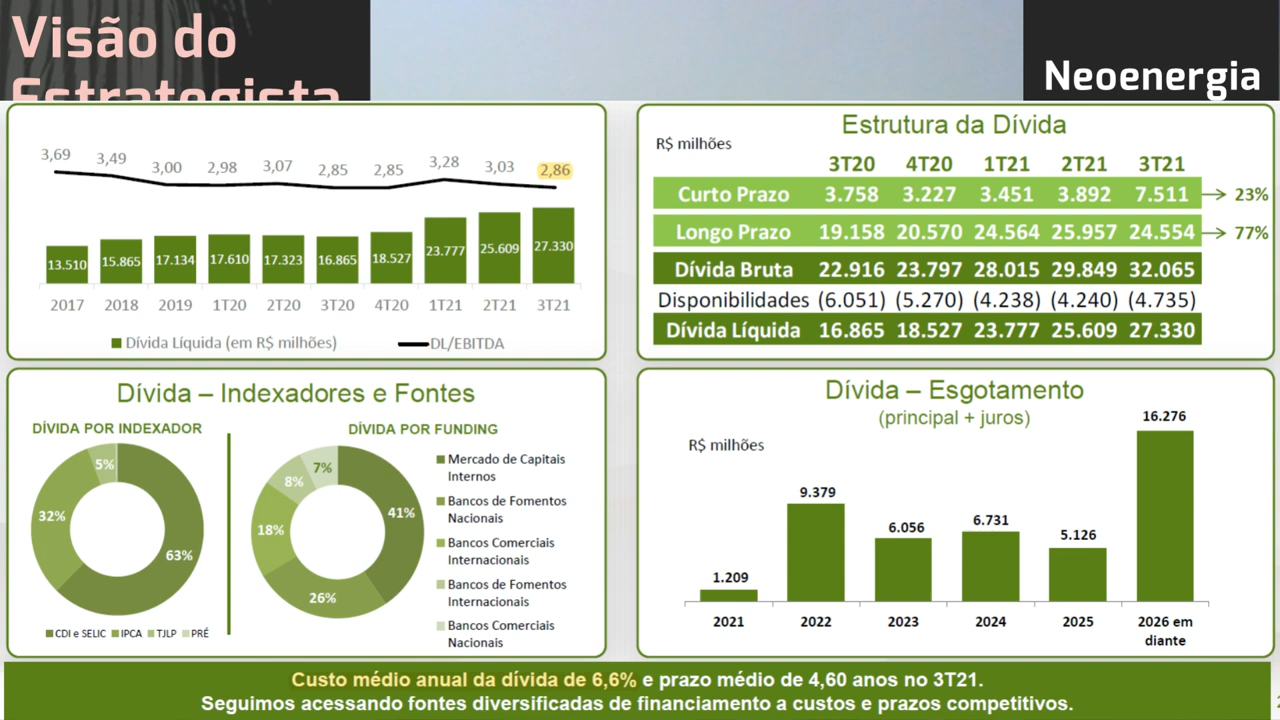 Visão do
Estrategista
Neoenergia
3,69 3,49 3,00 2,98 3,07 2,85 2,85 3,28 3,03 2,86
13.510 15.865 17.134 17.610 17.323 16.865 18.527 23.777 25.609 27.330
2017 2018 2019 1T20 2T20 3T20 4T20 1T21 2T21 3T21
Dívida Líquida (em R$ milhões) DL/EBITDA
Estrutura da Dívida
R$ milhões
3T20 4T20 1T21 2T21 3T21
Curto Prazo 3.758 3.227 3.451 3.892 7.511 23%
Longo Prazo 19.158 20.570 24.564 25.957 24.554 77%
Dívida Bruta 22.916 23.797 28.015 29.849 32.065
Disponibilidades (6.051) (5.270) (4.238) (4.240) (4.735)
Dívida Líquida 16.865 18.527 23.777 25.609 27.330
Dívida – Indexadores e Fontes
DÍVIDA POR INDEXADOR
5%
32%
63%
CDI e SELIC IPCA TJLP PRÉ
DÍVIDA POR FUNDING
7%
8%
41%
18%
26%
Mercado de Capitais
Internos
Bancos de Fomentos
Nacionais
Bancos Comerciais
Internacionais
Bancos de Fomentos
Internacionais
Bancos Comerciais
Nacionais
Dívida – Esgotamento
(principal + juros)
R$ milhões
1.209 9.379 6.056 6.731 5.126 16.276
2021 2022 2023 2024 2025 2026 em
diante
Custo médio anual da dívida de 6,6% e prazo médio de 4,60 anos no 3T21.
Seguimos acessando fontes diversificadas de financiamento a custos e prazos competitivos.